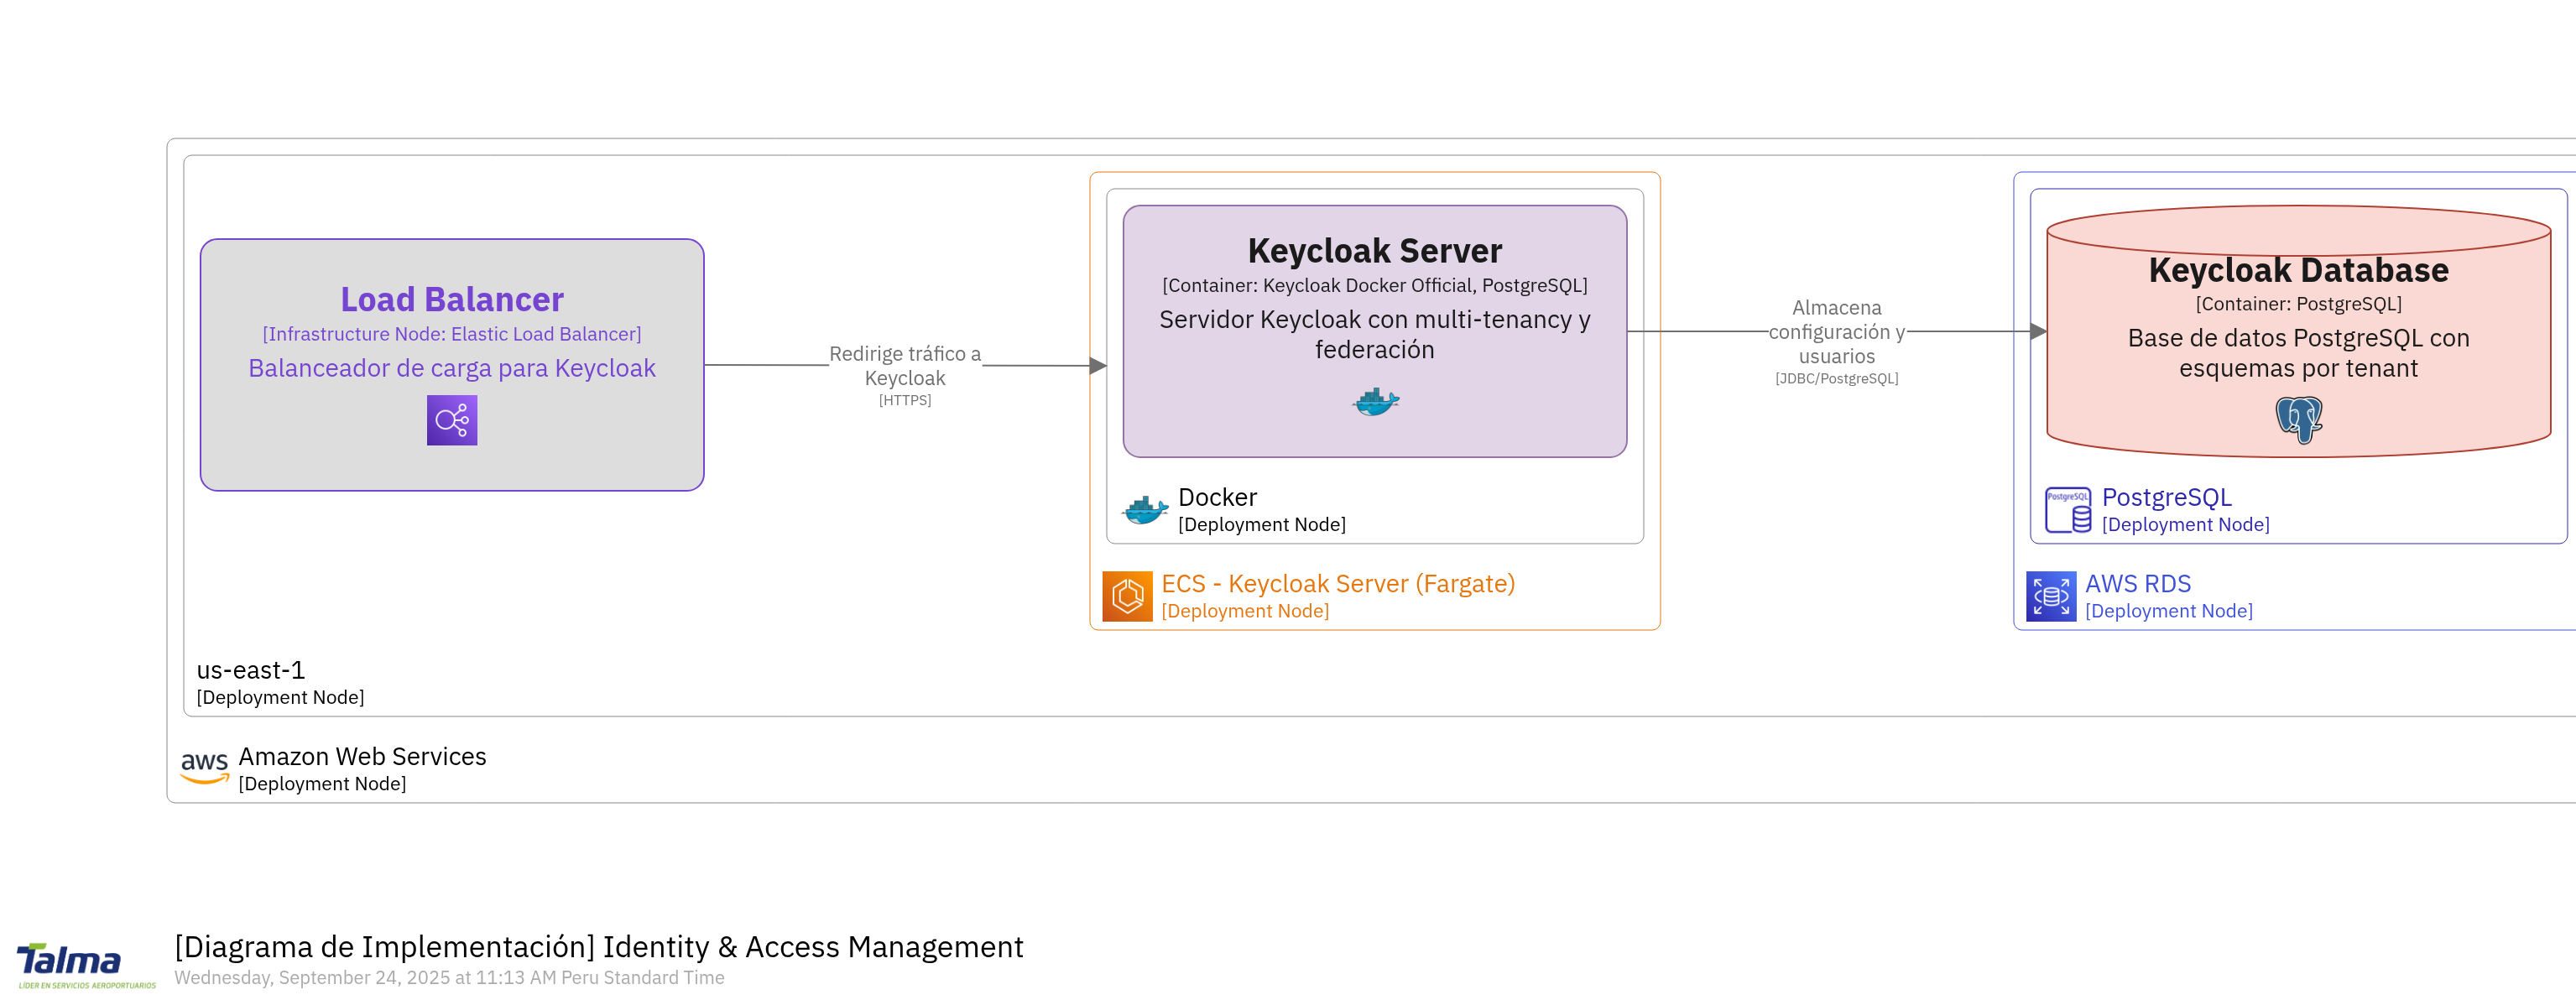 Load Balancer
[Infrastructure Node: Elastic Load Balancer]
Balanceador de carga para Keycloak
Redirige tráfico a
Keycloak
[HTTPS]
Keycloak Server
[Container: Keycloak Docker Official, PostgreSQL]
Servidor Keycloak con multi-tenancy y
federación
Docker
[Deployment Node]
ECS - Keycloak Server (Fargate)
[Deployment Node]
Almacena
configuración y
usuarios
[JDBC/PostgreSQL]
Keycloak Database
[Container: PostgreSQL]
Base de datos PostgreSQL con
esquemas por tenant
PostgreSQL
PostgreSQL
[Deployment Node]
AWS RDS
[Deployment Node]
us-east-1
[Deployment Node]
aws
Amazon Web Services
[Deployment Node]
Talma
LÍDER EN SERVICIOS AEROPORTUARIOS
[Diagrama de Implementación] Identity & Access Management
Wednesday, September 24, 2025 at 11:13 AM Peru Standard Time